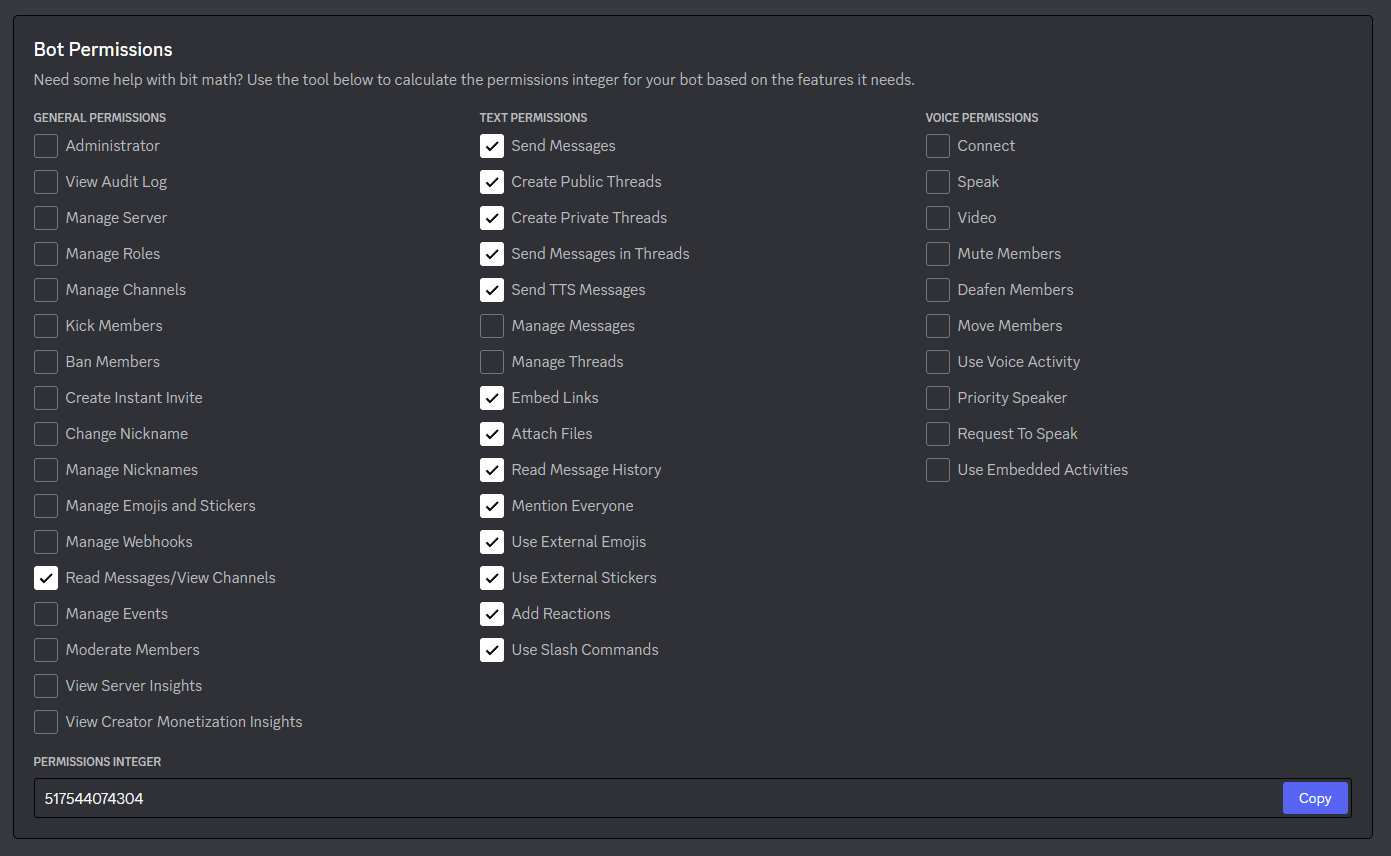 Bot Permissions
Need some help with bit math? Use the tool below to calculate the permissions integer for your bot based on the features it needs.
GENERAL PERMISSIONS
Administrator
View Audit Log
Manage Server
Manage Roles
Manage Channels
Kick Members
Ban Members
Create Instant Invite
Change Nickname
Manage Nicknames
Manage Emojis and Stickers
Manage Webhooks
Read Messages/View Channels
Manage Events
Moderate Members
View Server Insights
View Creator Monetization Insights
TEXT PERMISSIONS
Send Messages
Create Public Threads
Create Private Threads
Send Messages in Threads
Send TTS Messages
Manage Messages
Manage Threads
Embed Links
Attach Files
Read Message History
Mention Everyone
Use External Emojis
Use External Stickers
Add Reactions
Use Slash Commands
VOICE PERMISSIONS
Connect
Speak
Video
Mute Members
Deafen Members
Move Members
Use Voice Activity
Priority Speaker
Request To Speak
Use Embedded Activities
PERMISSIONS INTEGER
517544074304
Copy